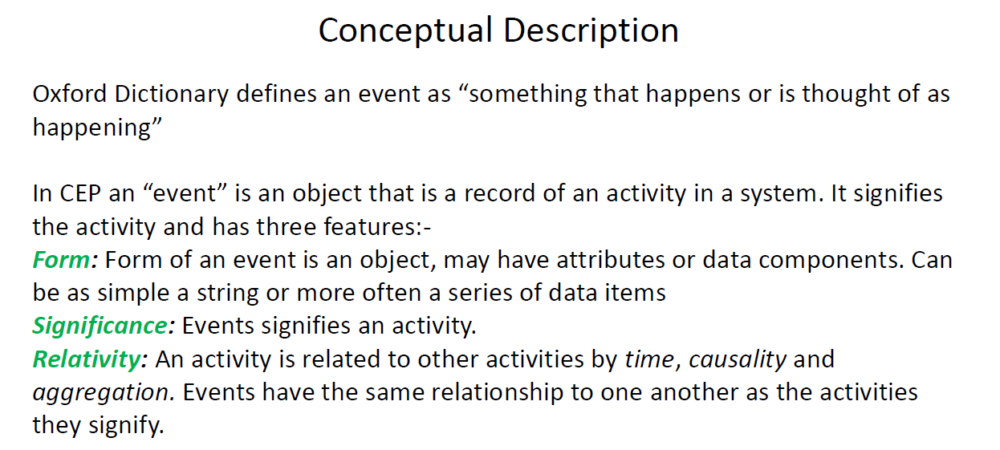 Conceptual Description
Oxford Dictionary defines an event as “something that happens or is thought of as
happening”
In CEP an “event” is an object that is a record of an activity in a system. It signifies
the activity and has three features:-
Form: Form of an event is an object, may have attributes or data components. Can
be as simple a string or more often a series of data items
Significance: Events signifies an activity.
Relativity: An activity is related to other activities by time, causality and
aggregation. Events have the same relationship to one another as the activities
they signify.